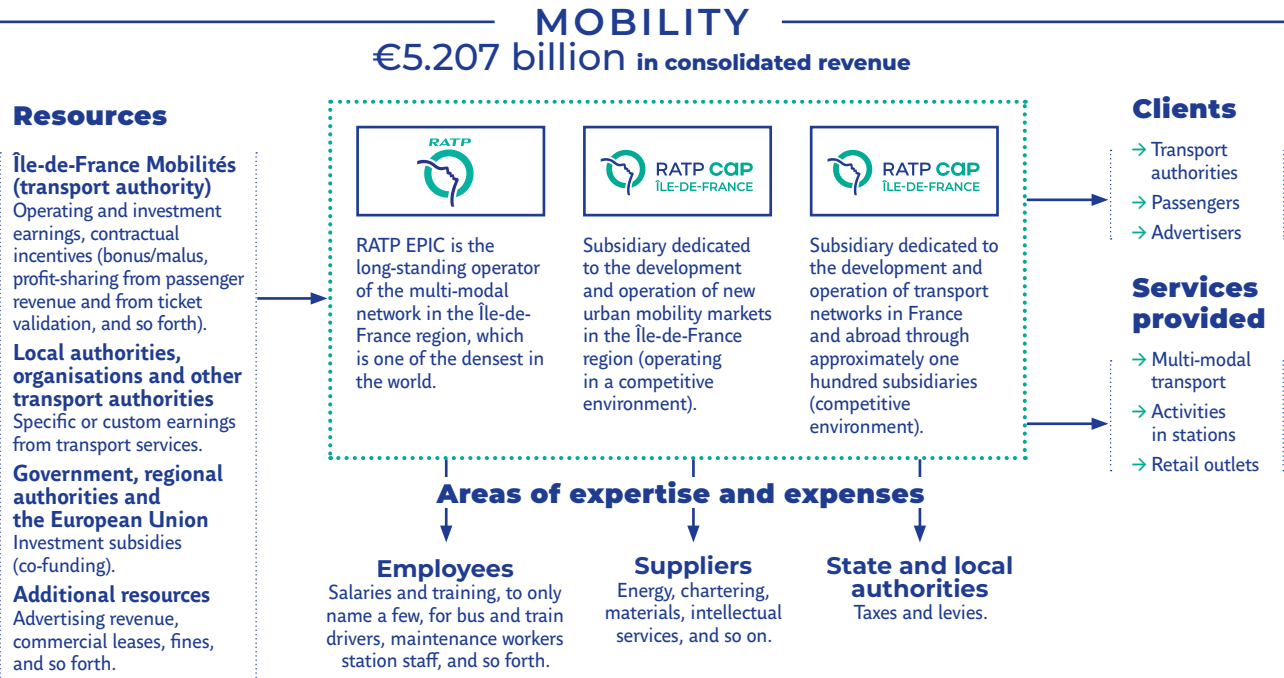 MOBILITY
€5.207 billion in consolidated revenue
Resources
Île-de-France Mobilités
(transport authority)
Operating and investment
earnings, contractual
incentives (bonus/malus,
profit-sharing from passenger
revenue and from ticket
validation, and so forth).
Local authorities,
organisations and other
transport authorities
Specific or custom earnings
from transport services.
Government, regional
authorities and
the European Union
Investment subsidies
(co-funding).
Additional resources
Advertising revenue,
commercial leases, fines,
and so forth.
RATP
RATP EPIC is the
long-standing operator
of the multi-modal
network in the Île-de-
France region, which
is one of the densest in
the world.
RATP CAP
ÎLE-DE-FRANCE
Subsidiary dedicated
to the development
and operation of new
urban mobility markets
in the Île-de-France
region (operating
in a competitive
environment).
RATP CAP
ÎLE-DE-FRANCE
Subsidiary dedicated to
the development and
operation of transport
networks in France
and abroad through
approximately one
hundred subsidiaries
(competitive
environment).
Areas of expertise and expenses
Employees
Salaries and training, to only
name a few, for bus and train
drivers, maintenance workers
station staff, and so forth.
Suppliers
Energy, chartering,
materials, intellectual
services, and so on.
State and local
authorities
Taxes and levies.
Clients
→ Transport
authorities
→ Passengers
→ Advertisers
Services
provided
→ Multi-modal
transport
→ Activities
in stations
→ Retail outlets